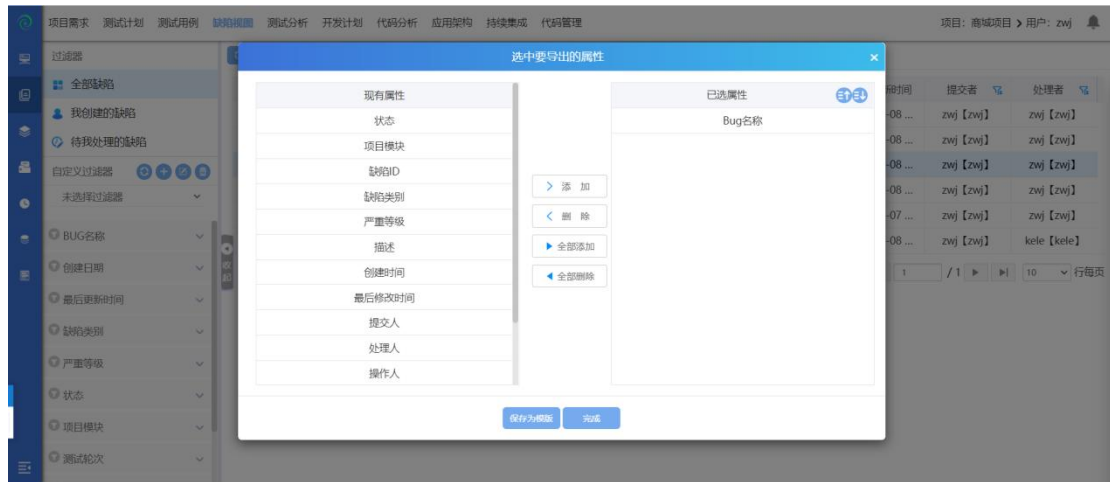 项目需求 测试计划 测试用例 缺陷视图 测试分析 开发计划 代码分析 应用架构 持续集成 代码管理 项目：商城项目 > 用户：zwj
过滤器
全部缺陷
我创建的缺陷
待我处理的缺陷
自定义过滤器
未选择过滤器
BUG名称
创建日期
最后更新时间
缺陷类别
严重等级
状态
项目模块
测试轮次
收起
选中要导出的属性 ×
现有属性
状态
项目模块
缺陷ID
缺陷类别
严重等级
描述
创建时间
最后修改时间
提交人
处理人
操作人
> 添 加
< 删 除
全部添加
全部删除
已选属性
Bug名称
保存为模版 完成
时间 提交者 处理者
-08 ... zwj【zwj】 zwj【zwj】
-08 ... zwj【zwj】 zwj【zwj】
-08 ... zwj【zwj】 zwj【zwj】
-08 ... zwj【zwj】 zwj【zwj】
-07 ... zwj【zwj】 zwj【zwj】
-08 ... zwj【zwj】 kele【kele】
1 / 1 10 行每页